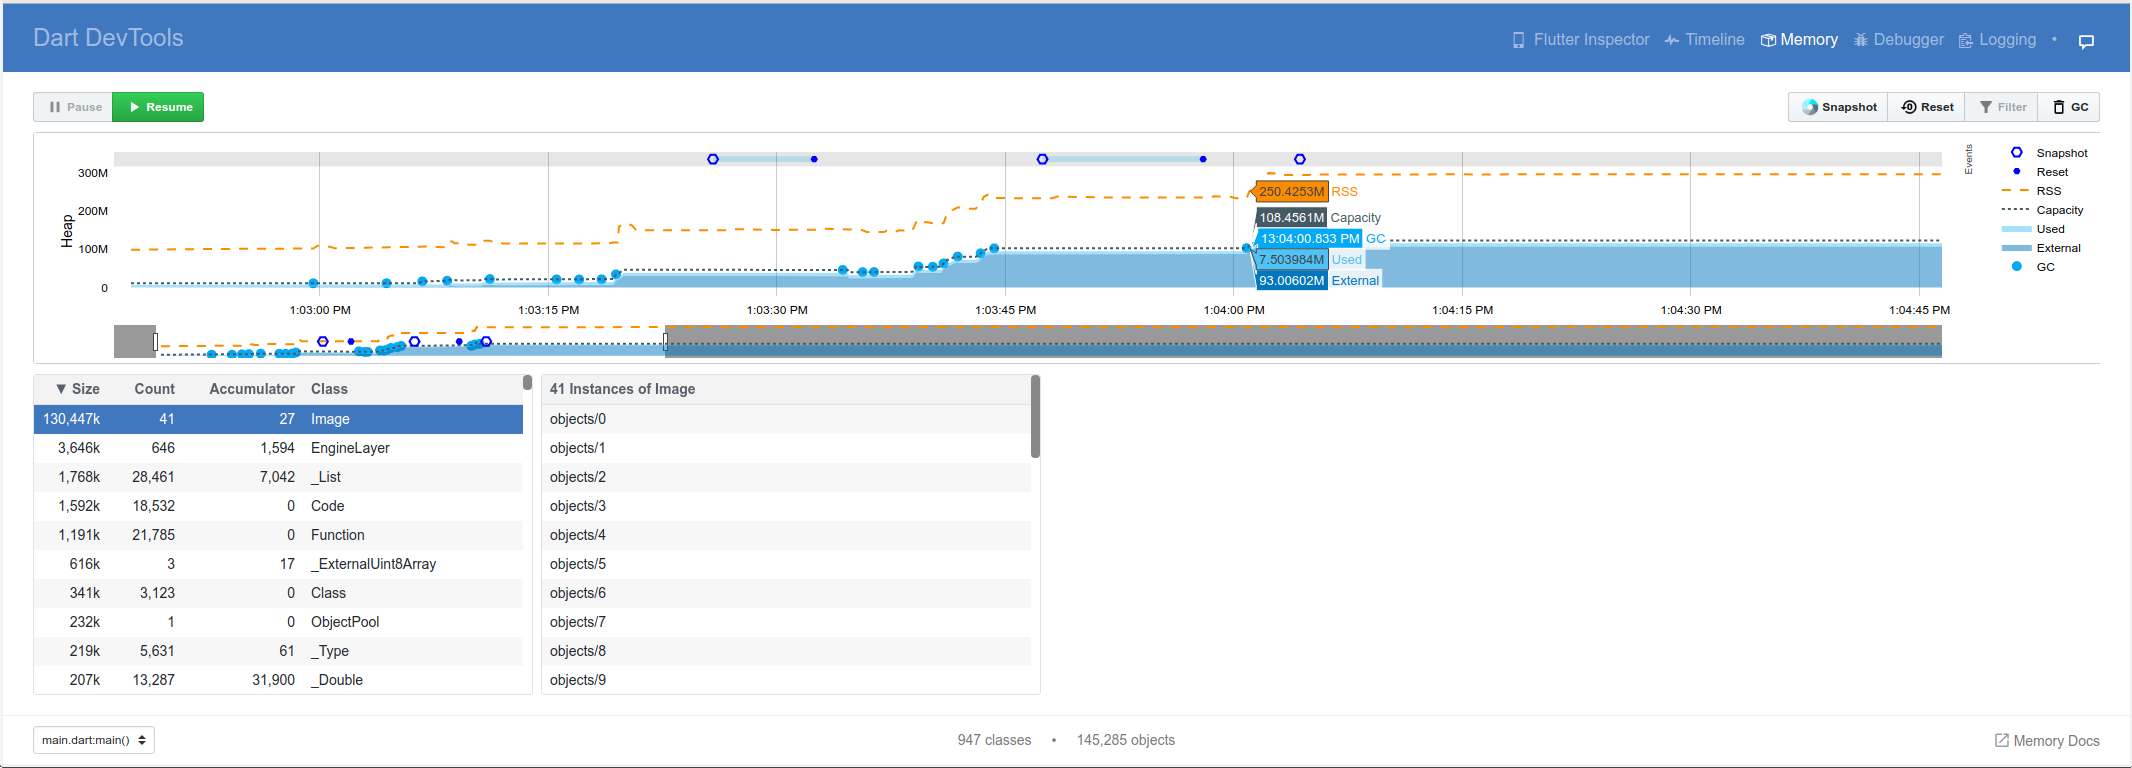 Dart DevTools
Flutter Inspector Timeline Memory Debugger Logging •
Pause Resume
Snapshot Reset Filter GC
300M
200M
100M
0
Heap
Events
Snapshot
Reset
RSS
Capacity
Used
External
GC
250.4253M RSS
108.4561M Capacity
13:04:00.833 PM GC
7.503984M Used
93.00602M External
1:03:00 PM 1:03:15 PM 1:03:30 PM 1:03:45 PM 1:04:00 PM 1:04:15 PM 1:04:30 PM 1:04:45 PM
▼ Size Count Accumulator Class
130,447k 41 27 Image
3,646k 646 1,594 EngineLayer
1,768k 28,461 7,042 _List
1,592k 18,532 0 Code
1,191k 21,785 0 Function
616k 3 17 _ExternalUint8Array
341k 3,123 0 Class
232k 1 0 ObjectPool
219k 5,631 61 _Type
207k 13,287 31,900 _Double
41 Instances of Image
objects/0
objects/1
objects/2
objects/3
objects/4
objects/5
objects/6
objects/7
objects/8
objects/9
main.dart:main()
947 classes • 145,285 objects
Memory Docs